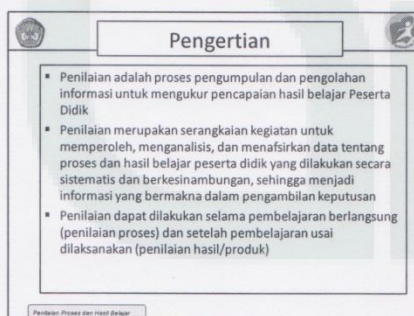 Pengertian
▪ Penilaian adalah proses pengumpulan dan pengolahan
informasi untuk mengukur pencapaian hasil belajar Peserta
Didik
▪ Penilaian merupakan serangkaian kegiatan untuk
memperoleh, menganalisis, dan menafsirkan data tentang
proses dan hasil belajar peserta didik yang dilakukan secara
sistematis dan berkesinambungan, sehingga menjadi
informasi yang bermakna dalam pengambilan keputusan
▪ Penilaian dapat dilakukan selama pembelajaran berlangsung
(penilaian proses) dan setelah pembelajaran usai
dilaksanakan (penilaian hasil/produk)
Penilaian Proses dan Hasil Belajar